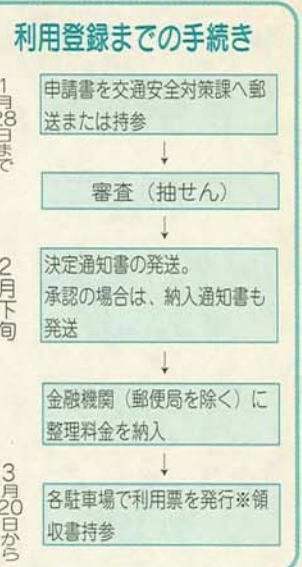 利用登録までの手続き
1月28日まで
申請書を交通安全対策課へ郵
送または持参
↓
審査（抽せん）
↓
2月下旬
決定通知書の発送。
承認の場合は、納入通知書も
発送
↓
金融機関（郵便局を除く）に
整理料金を納入
↓
3月20日から
各駐車場で利用票を発行※領
収書持参